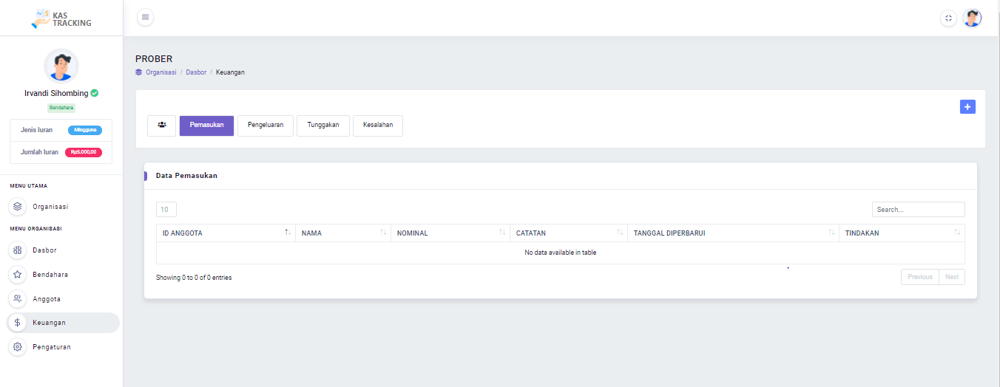 KAS
TRACKING
Irvandi Sihombing
Bendahara
Jenis Iuran Mingguna
Jumlah Iuran Rp5.000,00
MENU UTAMA
Organisasi
MENU ORGANISASI
Dasbor
Bendahara
Anggota
Keuangan
Pengaturan
PROBER
Organisasi / Dasbor / Keuangan
+
Pemasukan Pengeluaran Tunggakan Kesalahan
Data Pemasukan
10 Search...
ID ANGGOTA NAMA NOMINAL CATATAN TANGGAL DIPERBARUI TINDAKAN
No data available in table
Showing 0 to 0 of 0 entries
Previous Next